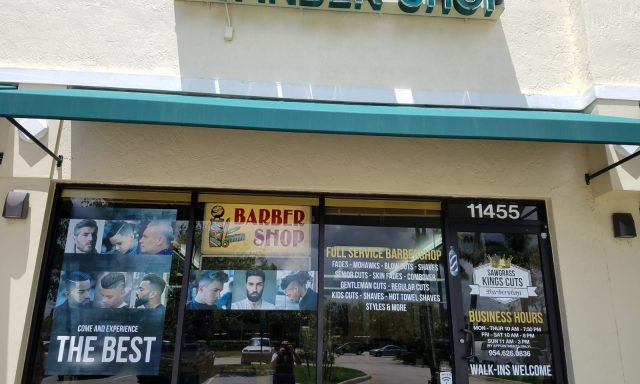 BARBER SHOP
11455
BARBER
SHOP
FULL SERVICE BARBERSHOP
FADES - MOHAWKS - BLOW OUTS - SHAVES
SENIOR CUTS - SKIN FADES - COMBOVER
GENTLEMAN CUTS - REGULAR CUTS
KIDS CUTS - SHAVES - HOT TOWEL SHAVES
STYLES & MORE
COME AND EXPERIENCE
THE BEST
SAWGRASS
KINGS CUTS
Barbershop
BUSINESS HOURS
MON - THUR 10 AM - 7:30 PM
FRI - SAT 10 AM - 8 PM
SUN 11 AM - 3 PM
954.626.0836
WALK-INS WELCOME